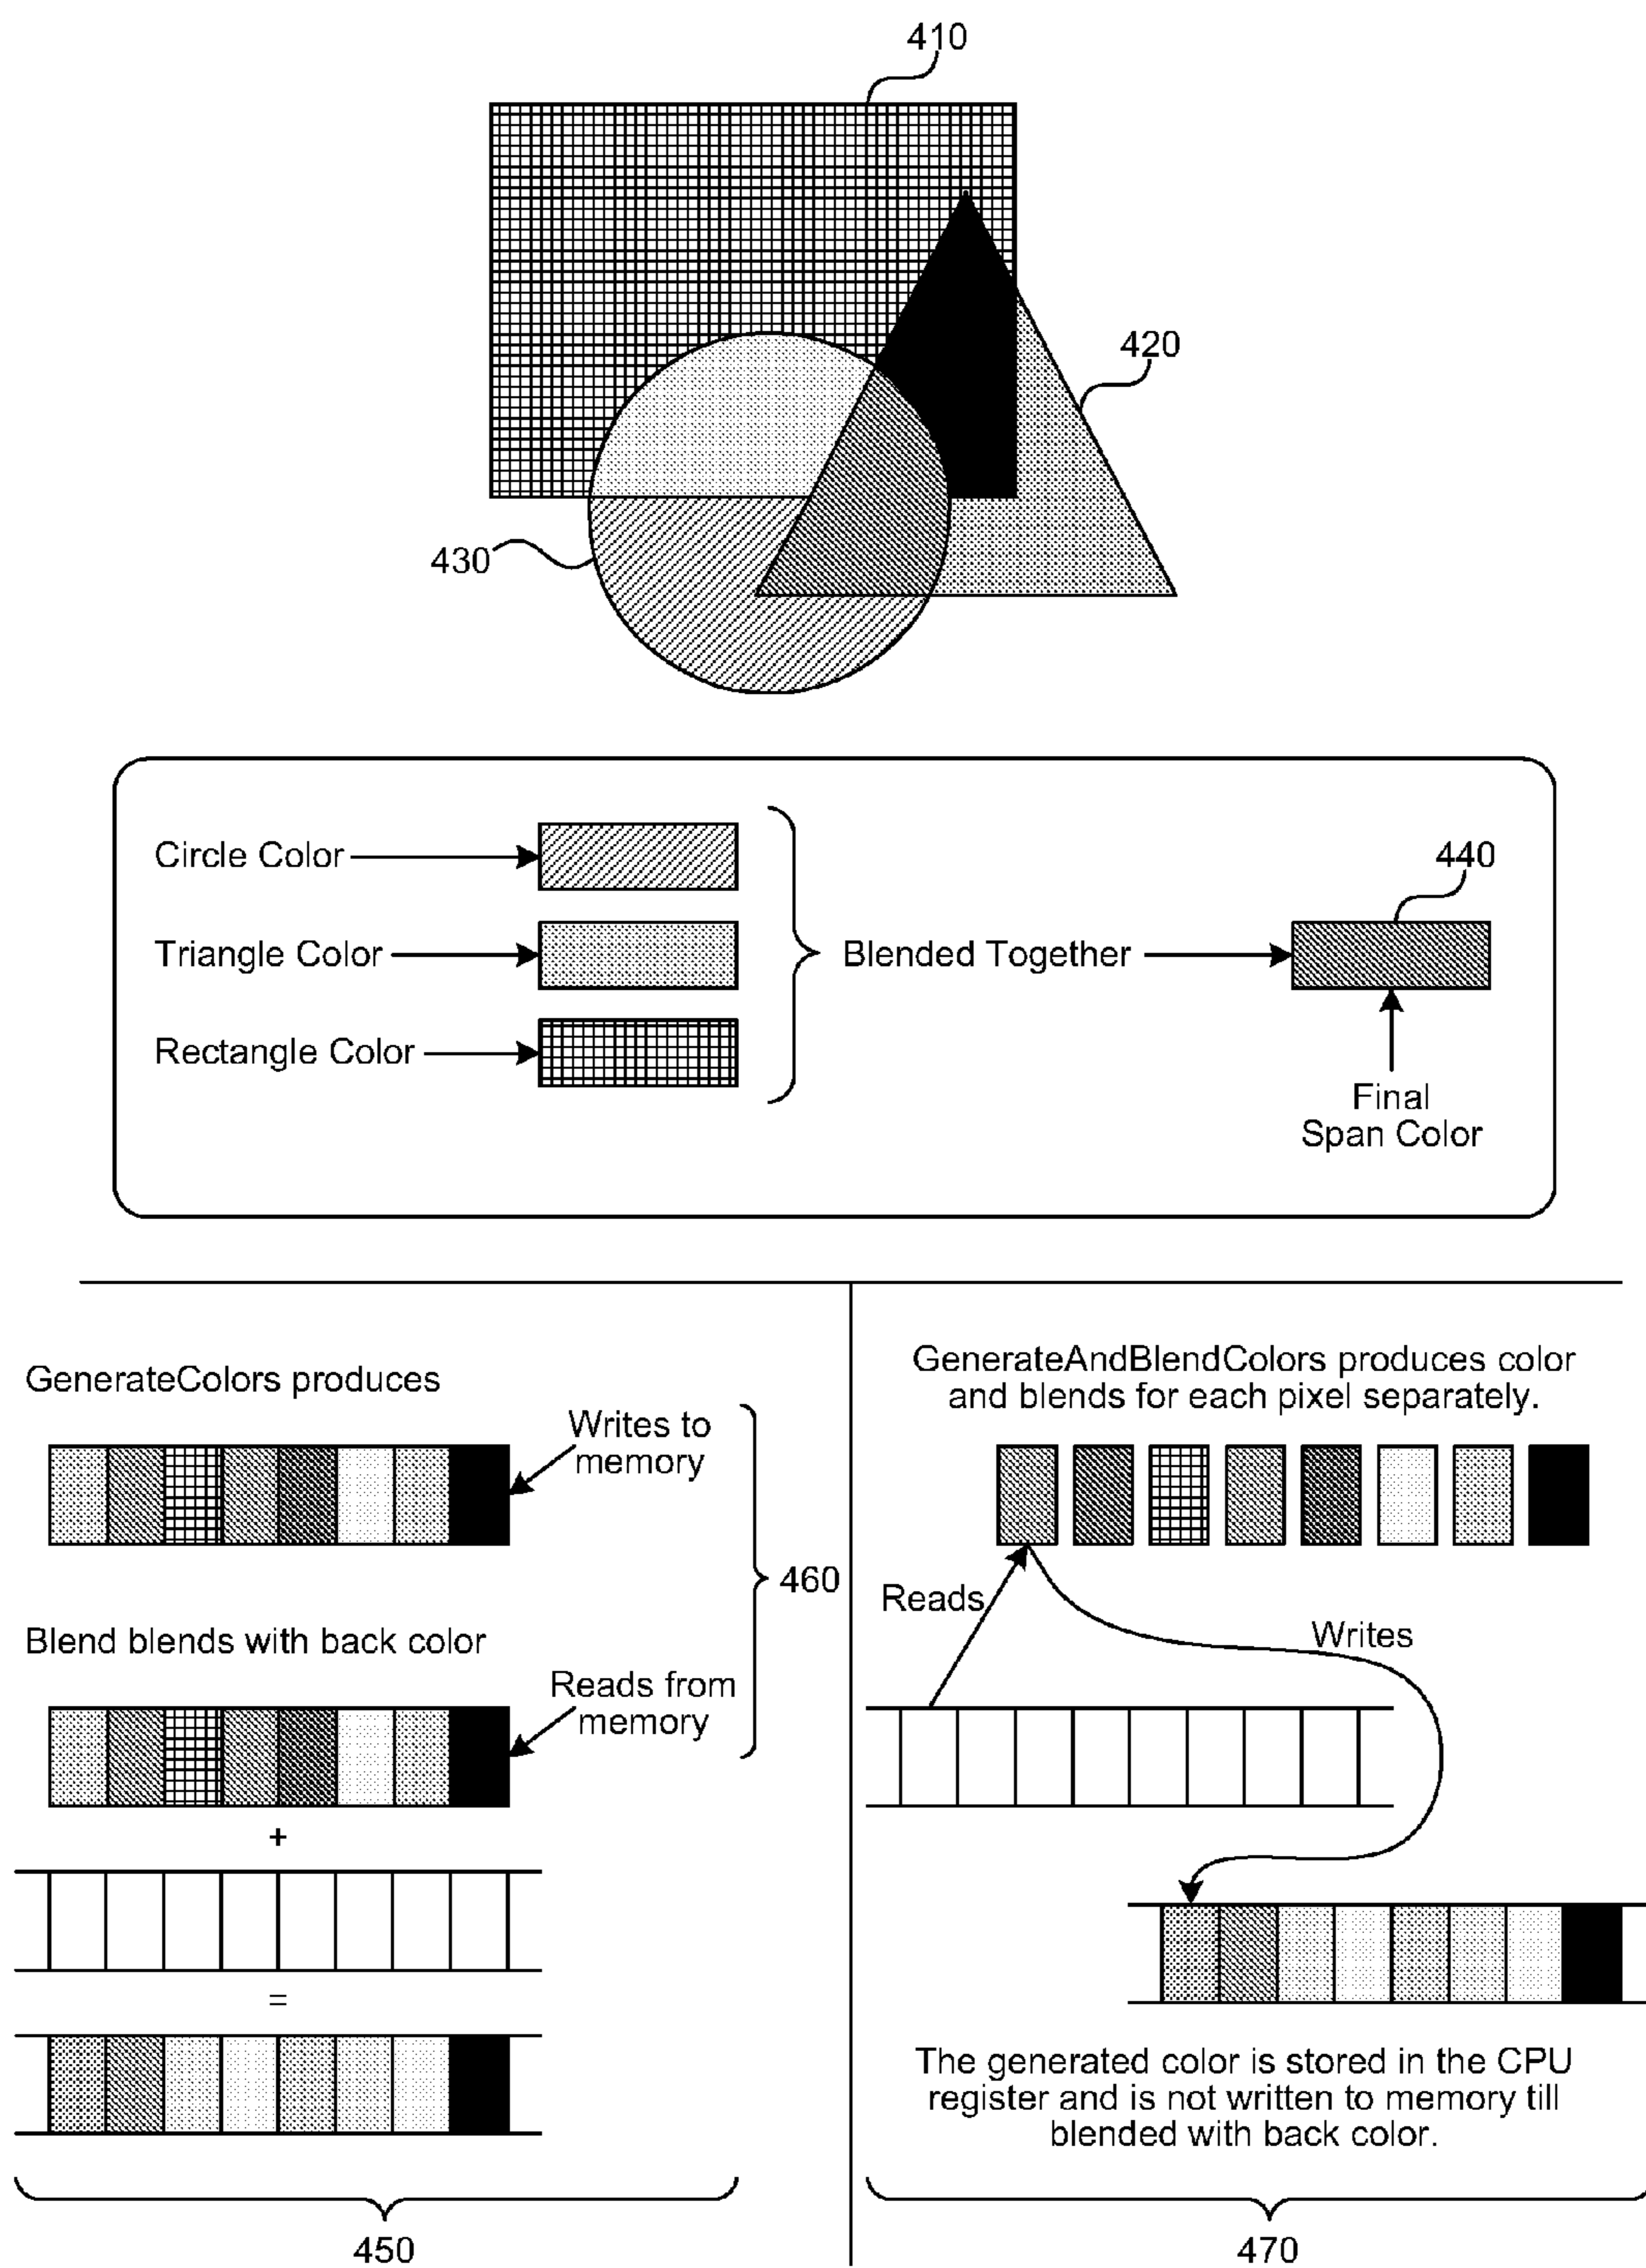 410
420
430
Circle Color
Triangle Color
Rectangle Color
Blended Together
440
Final
Span Color
GenerateColors produces
Writes to
memory
460
Blend blends with back color
Reads from
memory
+
=
450
GenerateAndBlendColors produces color
and blends for each pixel separately.
Reads
Writes
The generated color is stored in the CPU
register and is not written to memory till
blended with back color.
470